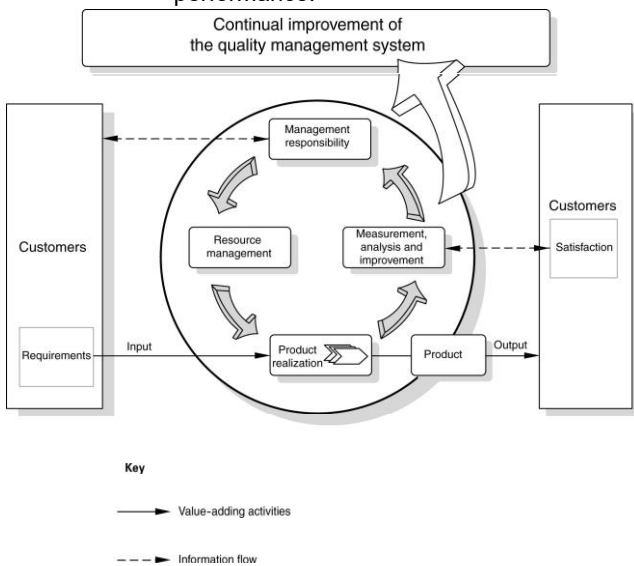 performance.
Continual improvement of
the quality management system
Management
responsibility
Customers
Resource
management
Measurement,
analysis and
improvement
Customers
Satisfaction
Requirements
Input
Product
realization
Product
Output
Key
Value-adding activities
Information flow